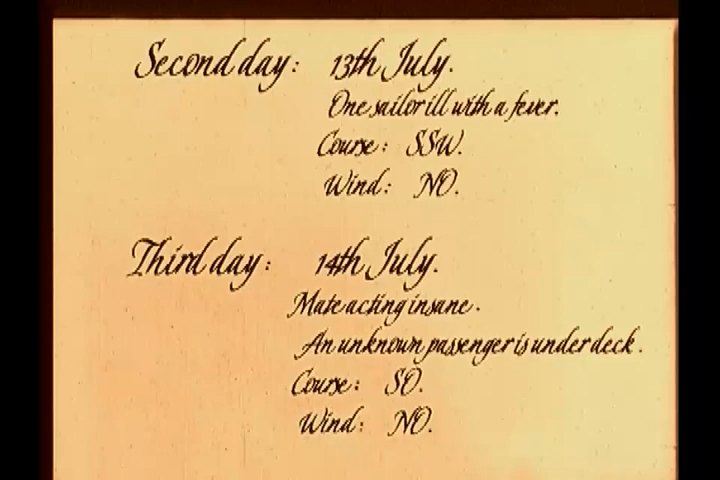 Second day: 13th July.
One sailor ill with a fever.
Course: SSW.
Wind: NO.
Third day: 14th July.
Mate acting insane.
An unknown passenger is under deck.
Course: SO.
Wind: NO.